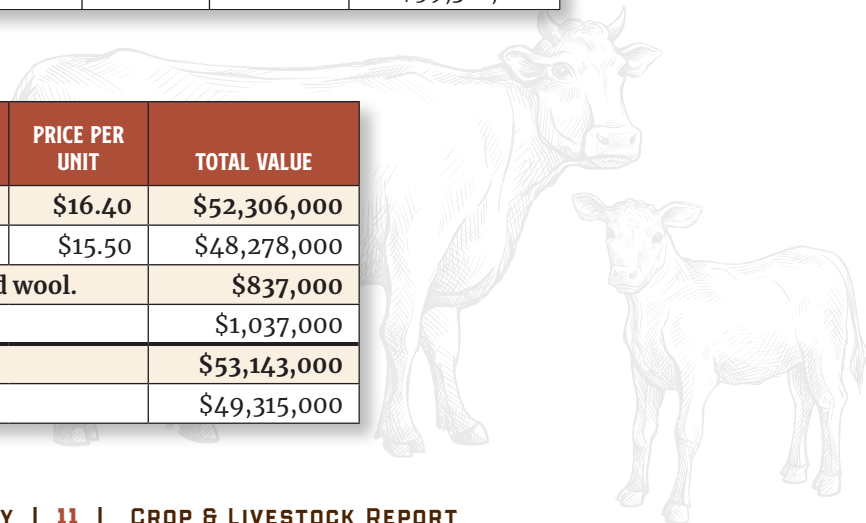 PRICE PER
UNIT
TOTAL VALUE
$16.40 $52,306,000
$15.50 $48,278,000
wool. $837,000
$1,037,000
$53,143,000
$49,315,000
| 11 | CROP & LIVESTOCK REPORT